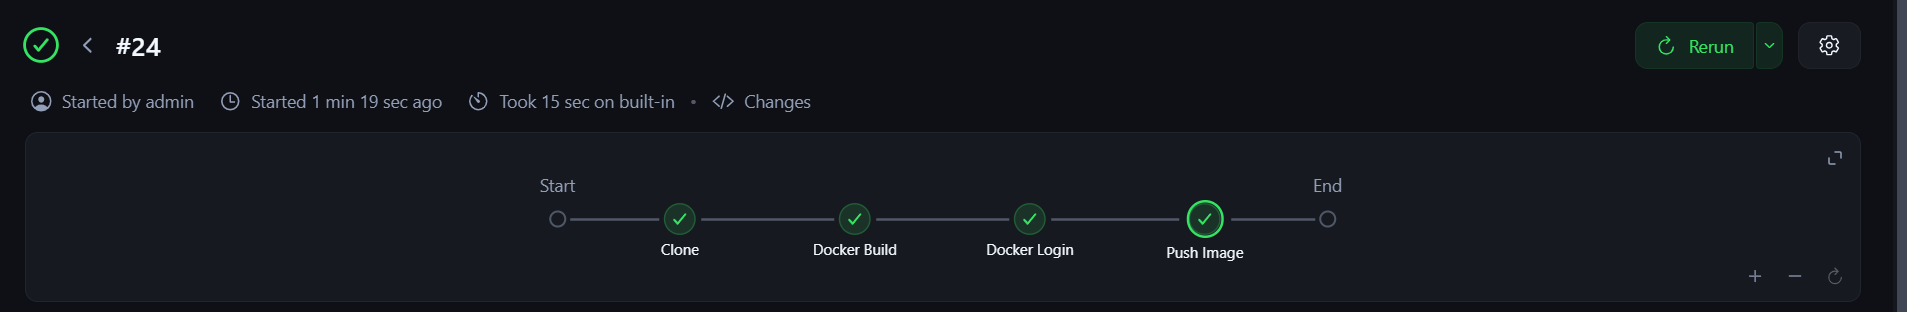 #24
Rerun
Started by admin Started 1 min 19 sec ago Took 15 sec on built-in • Changes
Start End
Clone Docker Build Docker Login Push Image